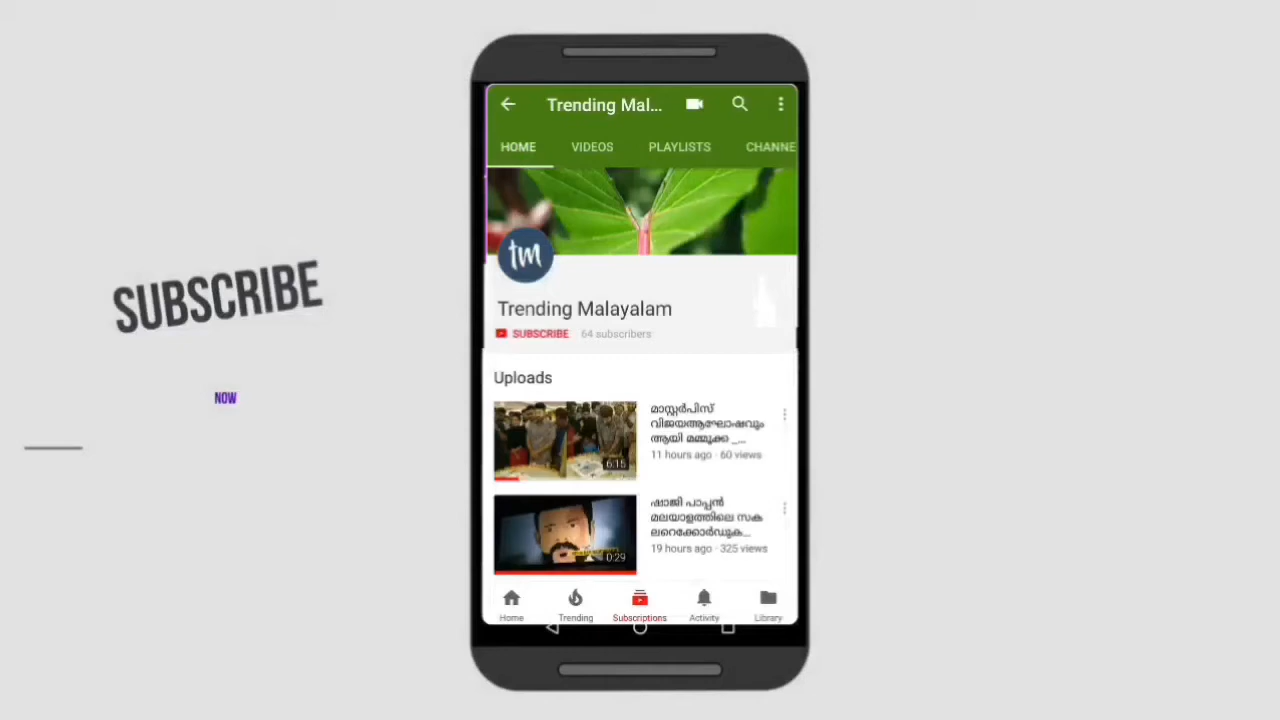 SUBSCRIBE
NOW
Trending Mal...
HOME VIDEOS PLAYLISTS CHANNE
tm
Trending Malayalam
SUBSCRIBE 64 subscribers
Uploads
മാസ്റ്റർപിസ്
വിജയആഘോഷവും
ആയി മമ്മൂക്ക _...
11 hours ago · 60 views
6:15
ഷാജി പാപ്പൻ
മലയാളത്തിലെ സക
ലറെക്കോർഡുക...
19 hours ago · 325 views
0:29
Home Trending Subscriptions Activity Library